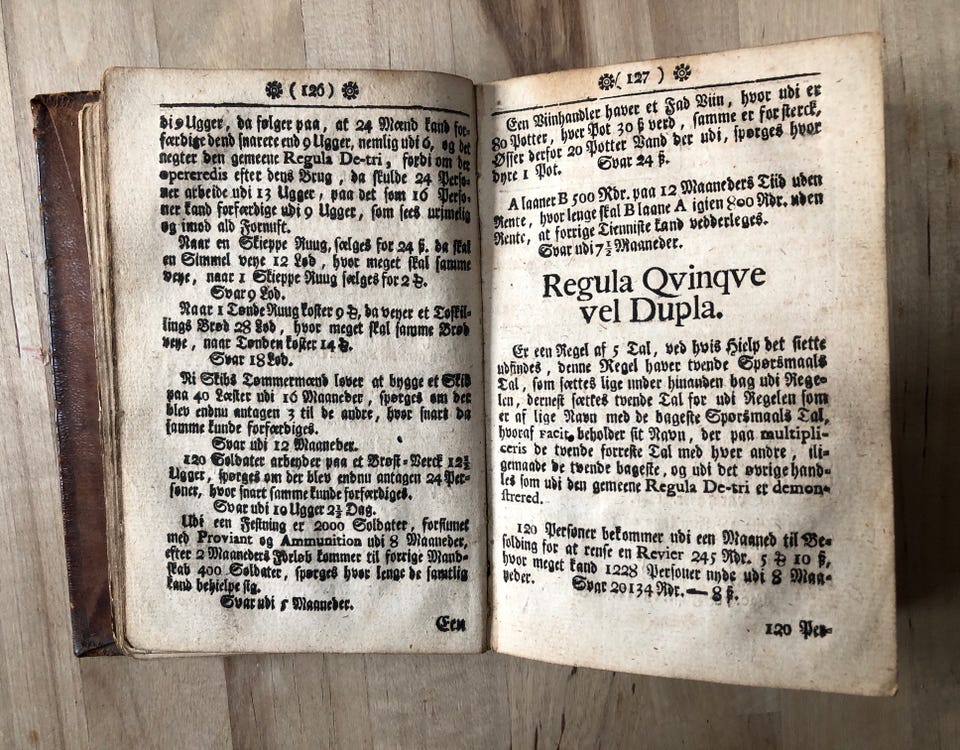 ( 126 )
di 9 Ugger, da følger paa, at 24 Mænd kand for-
færdige dend snarere end 9 Ugger, nemlig udi 6, og det
negter den gemeene Regula De-tri, fordi om der
opereredis efter dens Brug, da skulde 24 Perso-
ner arbeide udi 13 Ugger, paa det som 16 Perso-
ner kand forfærdige udi 9 Ugger, som sees urimelig
og imod ald Fornuft.
Naar en Skieppe Ruug, sælges for 24 ß. da skal
en Simmel veye 12 Lod, hvor meget skal samme
veye, naar 1 Skieppe Ruug sælges for 2
Svar 9 Lod.
Naar 1 Tønde Ruug koster 9 da veyer et Toskil-
lings Brød 28 Lod, hvor meget skal samme Brød
veye, naar Tønden koster 14
Svar 18 Lod.
Ni Skibs Tømmermænd lover at bygge et Skib
paa 40 Læster udi 16 Maaneder, spørges om der
blev endnu antagen 3 til de andre, hvor snart da
samme kunde forfærdiges.
Svar udi 12 Maaneder.
120 Soldater arbeyder paa et Brøst-Verck 12½
Ugger, spørges om der blev endnu antagen 24 Per-
soner, hvor snart samme kunde forfærdiges.
Svar udi 10 Ugger 2½ Dag.
Udi een Festning er 2000 Soldater, forsiunet
med Proviant og Ammunition udi 8 Maaneder,
efter 2 Maaneders Forløb kommer til forrige Mand-
skab 400 Soldater, spørges hvor lenge de samtlig
kand behielpe sig.
Svar udi 5 Maaneder.
Een
( 127 )
Een Viinhandler haver et Fad Viin, hvor udi er
80 Potter, hver Pot 30 ß verd, samme er for sterck,
Øser derfor 20 Potter Vand der udi, spørges hvor
dyre 1 Pot. Svar 24 ß.
A laaner B 500 Rdr. paa 12 Maaneders Tiid uden
Rente, hvor lenge skal B laane A igien 800 Rdr. uden
Rente, at forrige Tienniste kand vedderleges.
Svar udi 7½ Maaneder.
Regula Qvinqve
vel Dupla.
Er een Regel af 5 Tal, ved hvis Hielp det siette
udfindes, denne Regel haver tvende Spørsmaals
Tal, som sættes lige under hinanden bag udi Rege-
len, dernest sættes tvende Tal for udi Regelen som
er af lige Navn med de bageste Spørsmaals Tal,
hvoraf Facit beholder sit Navn, der paa multipli-
ceris de tvende forreste Tal med hver andre, ili-
gemaade de tvende bageste, og udi det øvrige hand-
les som udi den gemeene Regula De-tri er demon-
strered.
120 Personer bekommer udi een Maaned til Be-
solding for at rense en Revier 245 Rdr. 5 10 ß,
hvor meget kand 1228 Personer nyde udi 8 Maa-
neder. Svar 20134 Rdr. — 8 ß.
120 Per-